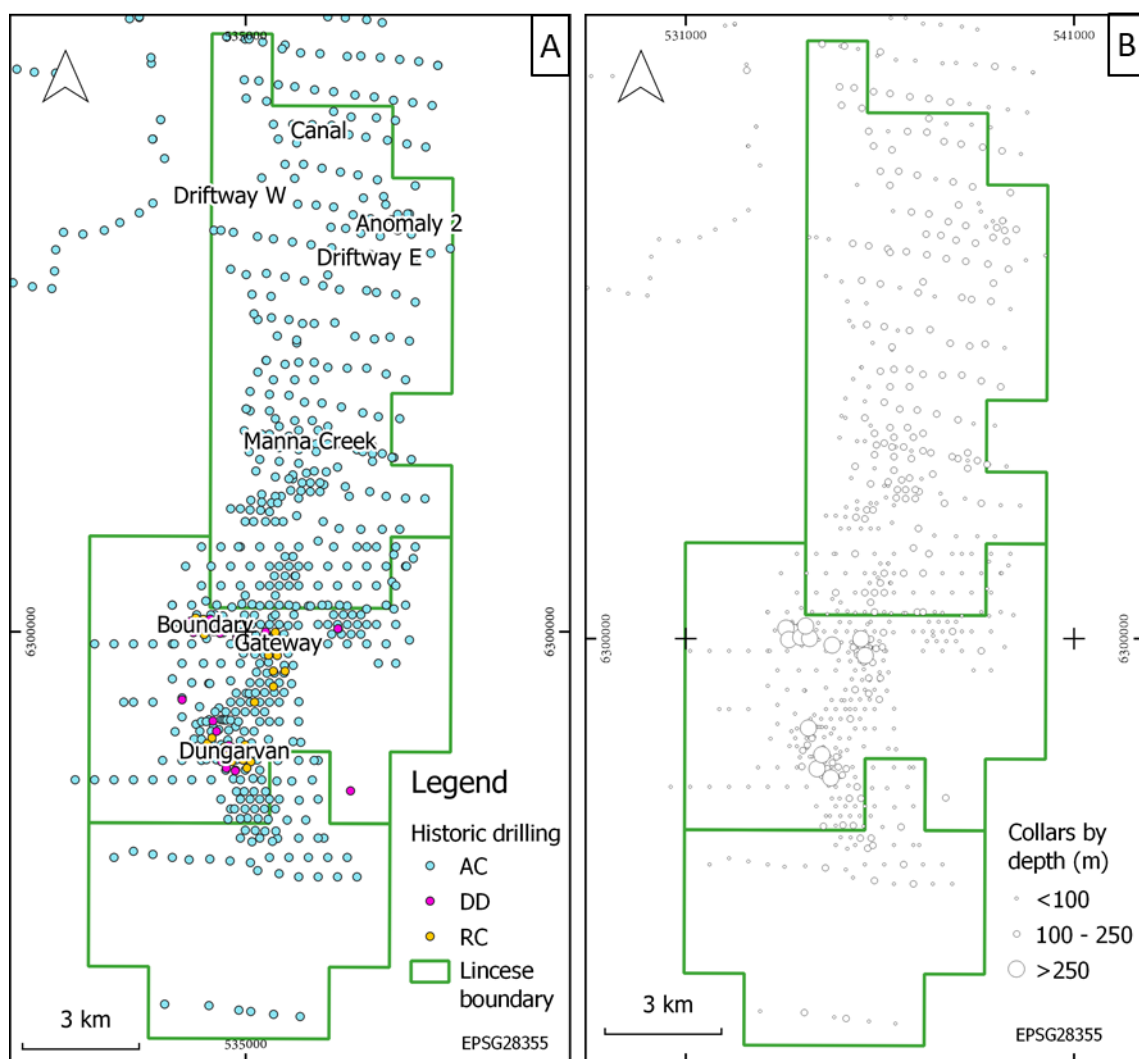 A
535000
Canal
Driftway W
Anomaly 2
Driftway E
Manna Creek
Boundary
Gateway
6300000
6300000
Dungarvan
Legend
Historic drilling
AC
DD
RC
Lincese
boundary
3 km
535000
EPSG28355
B
531000
541000
6300000
6300000
Collars by
depth (m)
<100
100 - 250
>250
3 km
EPSG28355